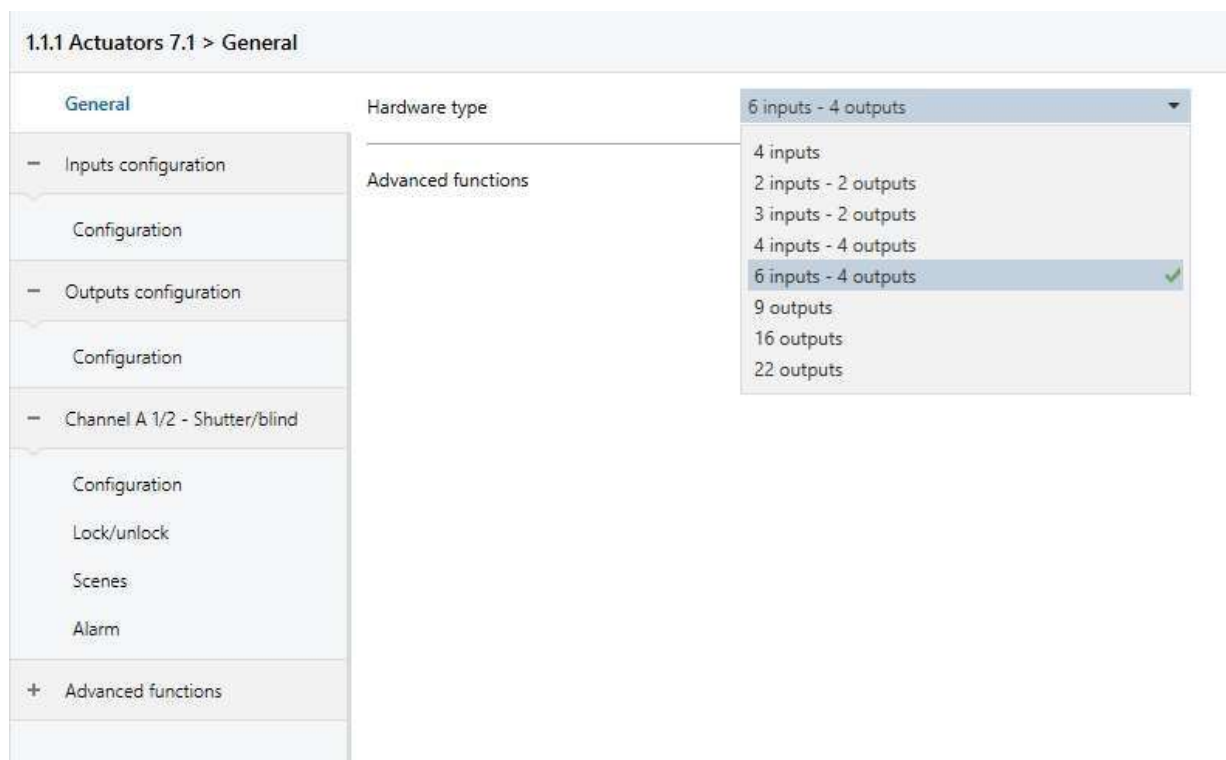 1.1.1 Actuators 7.1 > General
General
Hardware type
6 inputs - 4 outputs
4 inputs
2 inputs - 2 outputs
3 inputs - 2 outputs
4 inputs - 4 outputs
6 inputs - 4 outputs
9 outputs
16 outputs
22 outputs
Advanced functions
− Inputs configuration
Configuration
− Outputs configuration
Configuration
− Channel A 1/2 - Shutter/blind
Configuration
Lock/unlock
Scenes
Alarm
+ Advanced functions